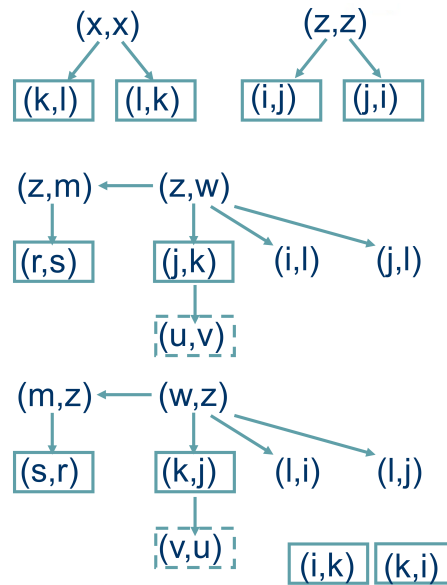 (x,x) (z,z)
(k,l) (l,k) (i,j) (j,i)
(z,m) (z,w)
(r,s) (j,k) (i,l) (j,l)
(u,v)
(m,z) (w,z)
(s,r) (k,j) (l,i) (l,j)
(v,u)
(i,k) (k,i)